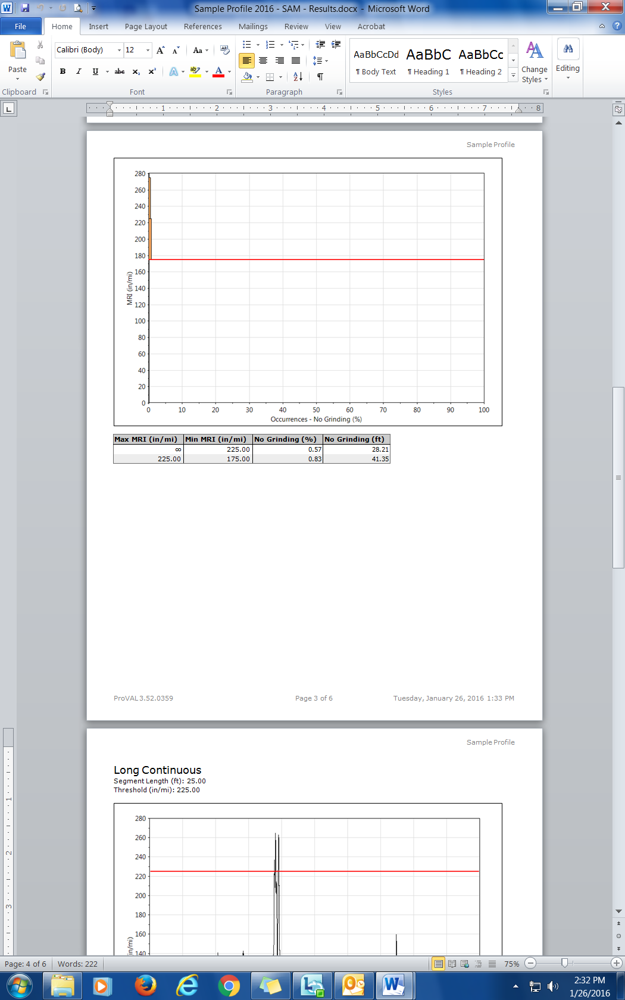 Sample Profile 2016 - SAM - Results.docx - Microsoft Word
File Home Insert Page Layout References Mailings Review View Acrobat
Paste
Clipboard
Calibri (Body) 12
Font
Paragraph
AaBbCcDd AaBbC AaBbCc
¶ Body Text ¶ Heading 1 ¶ Heading 2
Styles
Change Styles
Editing
1 2 3 4 5 6 7 8
Sample Profile
280
260
240
220
200
180
160
140
120
100
80
60
40
20
0
MRI (in/mi)
0 10 20 30 40 50 60 70 80 90 100
Occurrences - No Grinding (%)
Max MRI (in/mi) Min MRI (in/mi) No Grinding (%) No Grinding (ft)
∞ 225.00 0.57 28.21
225.00 175.00 0.83 41.35
ProVAL 3.52.0359 Page 3 of 6 Tuesday, January 26, 2016 1:33 PM
Sample Profile
Long Continuous
Segment Length (ft): 25.00
Threshold (in/mi): 225.00
280
260
240
220
200
180
160
140
in/mi)
1
2
3
Page: 4 of 6 Words: 222 75%
2:32 PM
1/26/2016